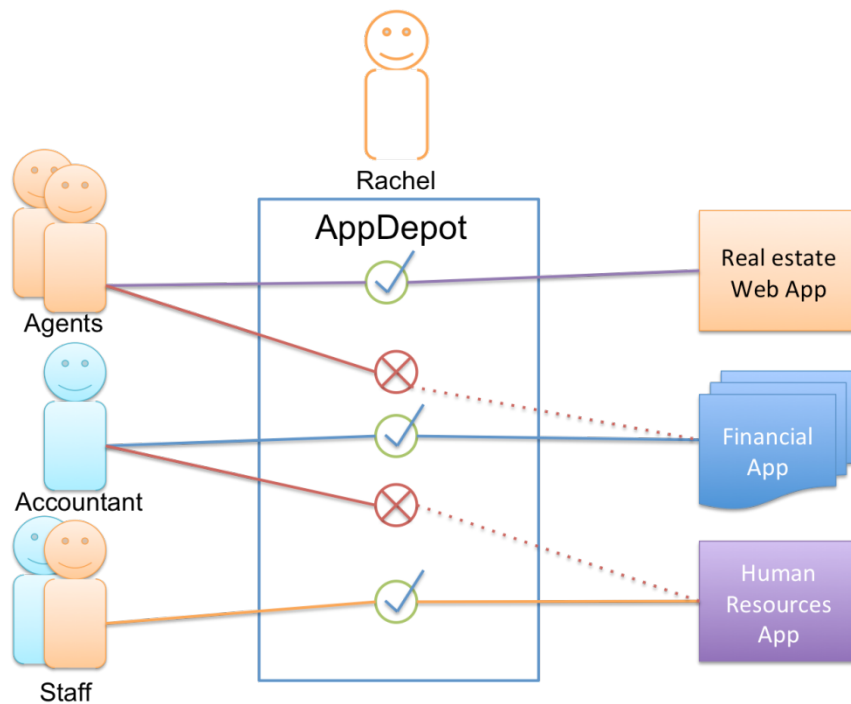 Rachel
AppDepot
Agents
Accountant
Staff
Real estate
Web App
Financial
App
Human
Resources
App